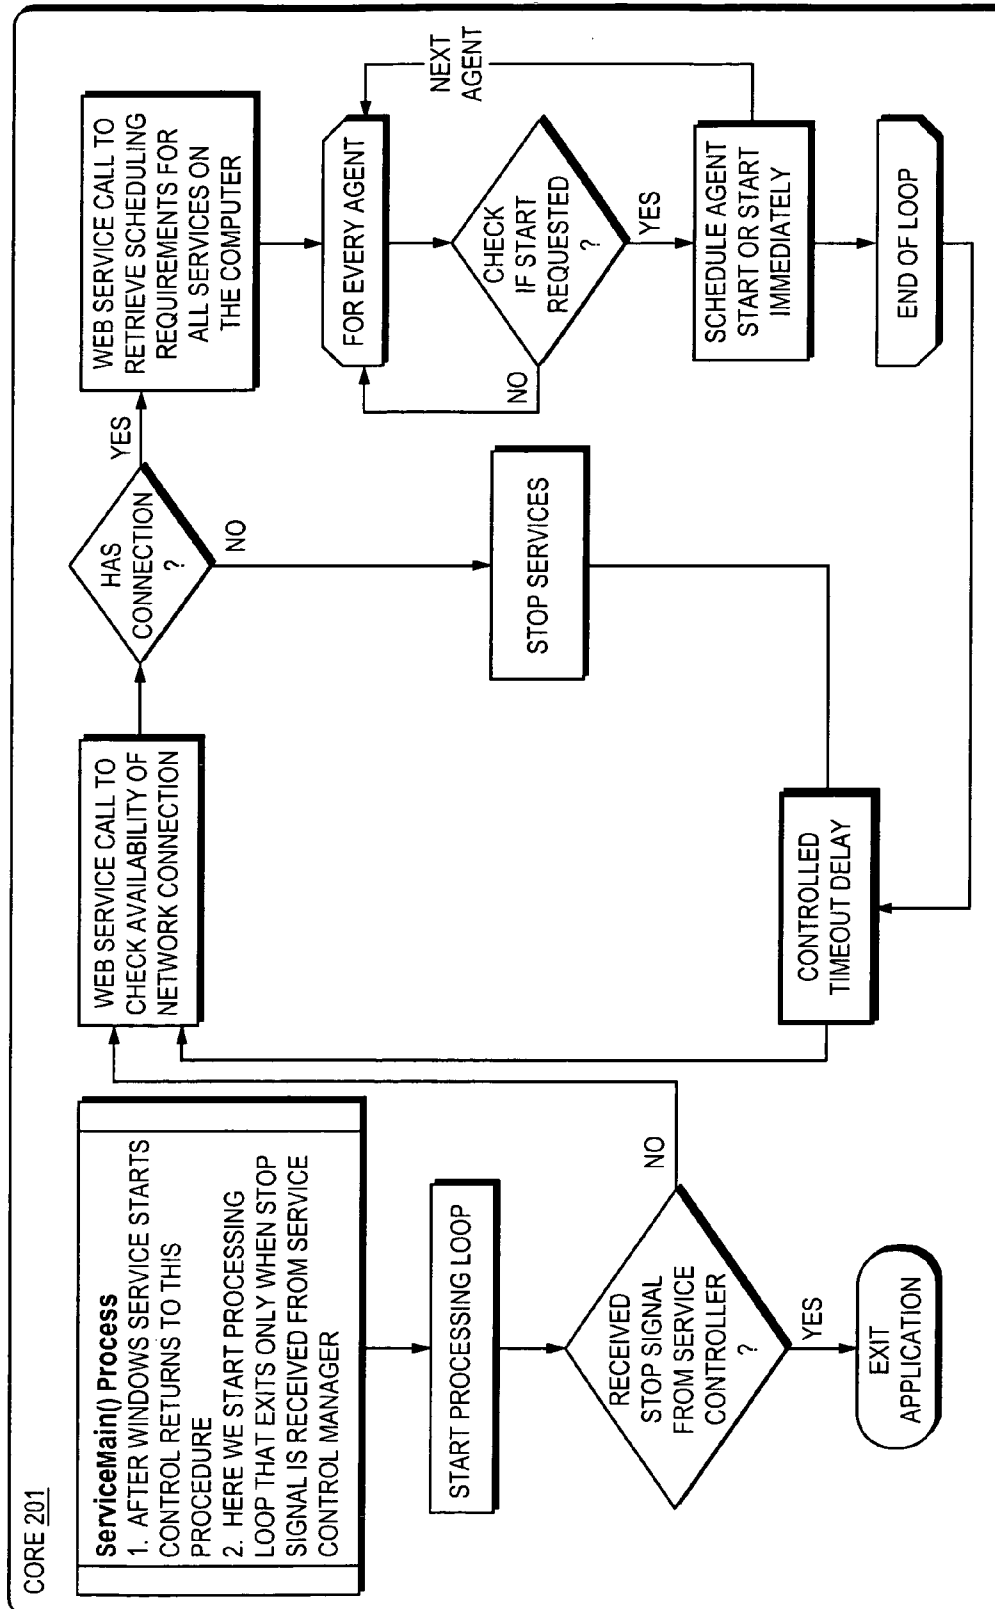 CORE 201
ServiceMain() Process
1. AFTER WINDOWS SERVICE STARTS
CONTROL RETURNS TO THIS
PROCEDURE
2. HERE WE START PROCESSING
LOOP THAT EXITS ONLY WHEN STOP
SIGNAL IS RECEIVED FROM SERVICE
CONTROL MANAGER
START PROCESSING LOOP
RECEIVED
STOP SIGNAL
FROM SERVICE
CONTROLLER
?
NO
YES
EXIT
APPLICATION
WEB SERVICE CALL TO
CHECK AVAILABILITY OF
NETWORK CONNECTION
HAS
CONNECTION
?
YES
NO
STOP SERVICES
CONTROLLED
TIMEOUT DELAY
WEB SERVICE CALL TO
RETRIEVE SCHEDULING
REQUIREMENTS FOR
ALL SERVICES ON
THE COMPUTER
FOR EVERY AGENT
NEXT
AGENT
CHECK
IF START
REQUESTED
?
NO
YES
SCHEDULE AGENT
START OR START
IMMEDIATELY
END OF LOOP